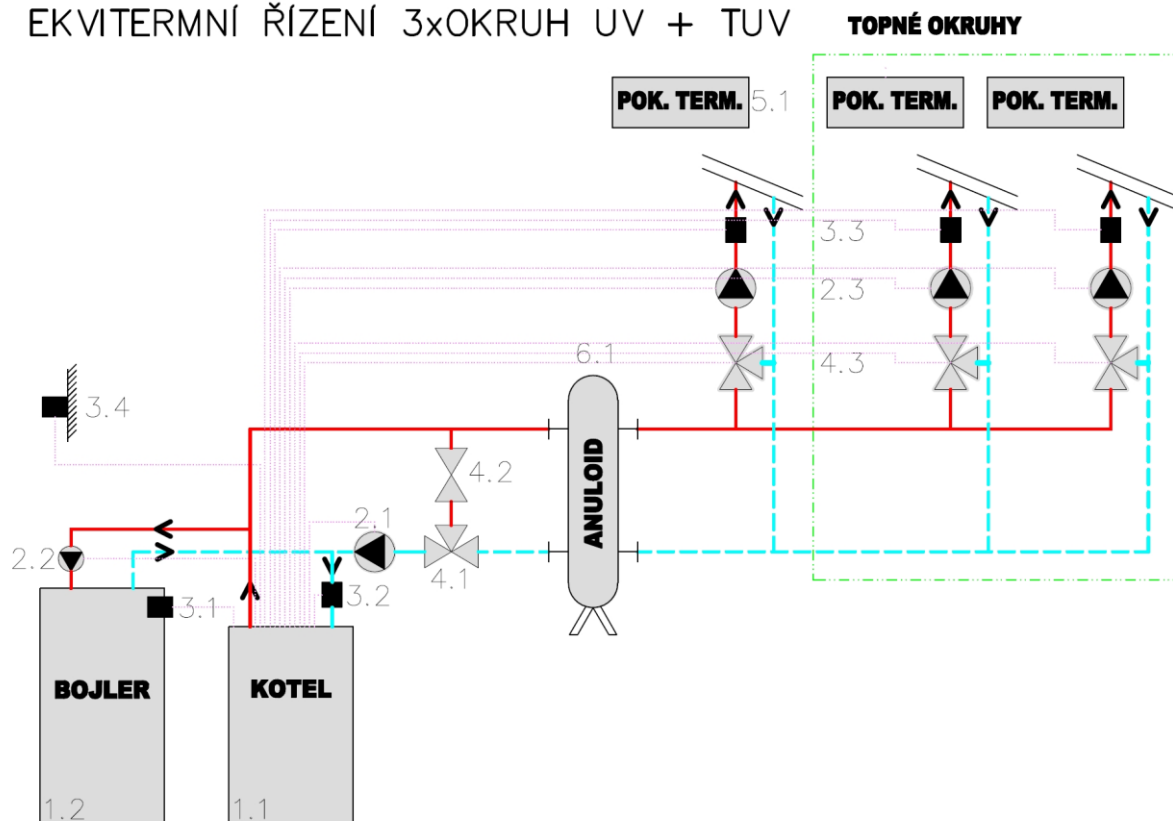 EKVITERMNÍ ŘÍZENÍ 3xOKRUH UV + TUV
TOPNÉ OKRUHY
POK. TERM.
5.1
POK. TERM.
POK. TERM.
3.3
2.3
6.1
4.3
3.4
ANULOID
4.2
2.1
2.2
4.1
3.1
3.2
BOJLER
KOTEL
1.2
1.1